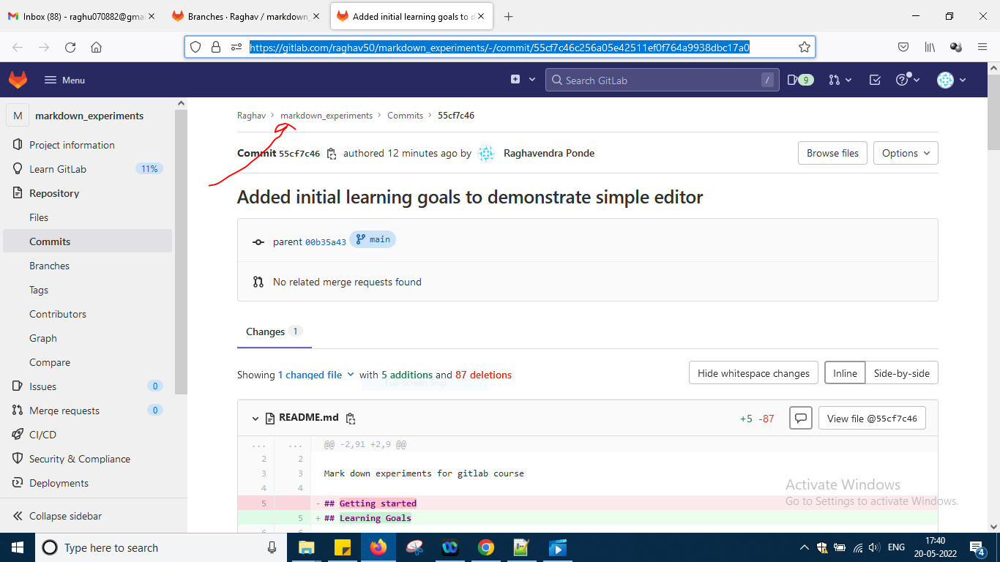 Inbox (88) - raghu070882@gmai
Branches · Raghav / markdown_
Added initial learning goals to d
https://gitlab.com/raghav50/markdown_experiments/-/commit/55cf7c46c256a05e42511ef0f764a9938dbc17a0
Menu
Search GitLab
/
9
M markdown_experiments
Project information
Learn GitLab 11%
Repository
Files
Commits
Branches
Tags
Contributors
Graph
Compare
Issues 0
Merge requests 0
CI/CD
Security & Compliance
Deployments
Collapse sidebar
Raghav > markdown_experiments > Commits > 55cf7c46
Commit 55cf7c46 authored 12 minutes ago by Raghavendra Ponde
Browse files
Options
Added initial learning goals to demonstrate simple editor
parent 00b35a43 main
No related merge requests found
Changes 1
Showing 1 changed file with 5 additions and 87 deletions
Full-screen Snip
Hide whitespace changes
Inline
Side-by-side
README.md
+5 -87
View file @55cf7c46
... ... @@ -2,91 +2,9 @@
2 2
3 3 Mark down experiments for gitlab course
4 4
5 - ## Getting started
5 + ## Learning Goals
6 6
Activate Windows
Go to Settings to activate Windows.
Type here to search
ENG
17:40
20-05-2022
4